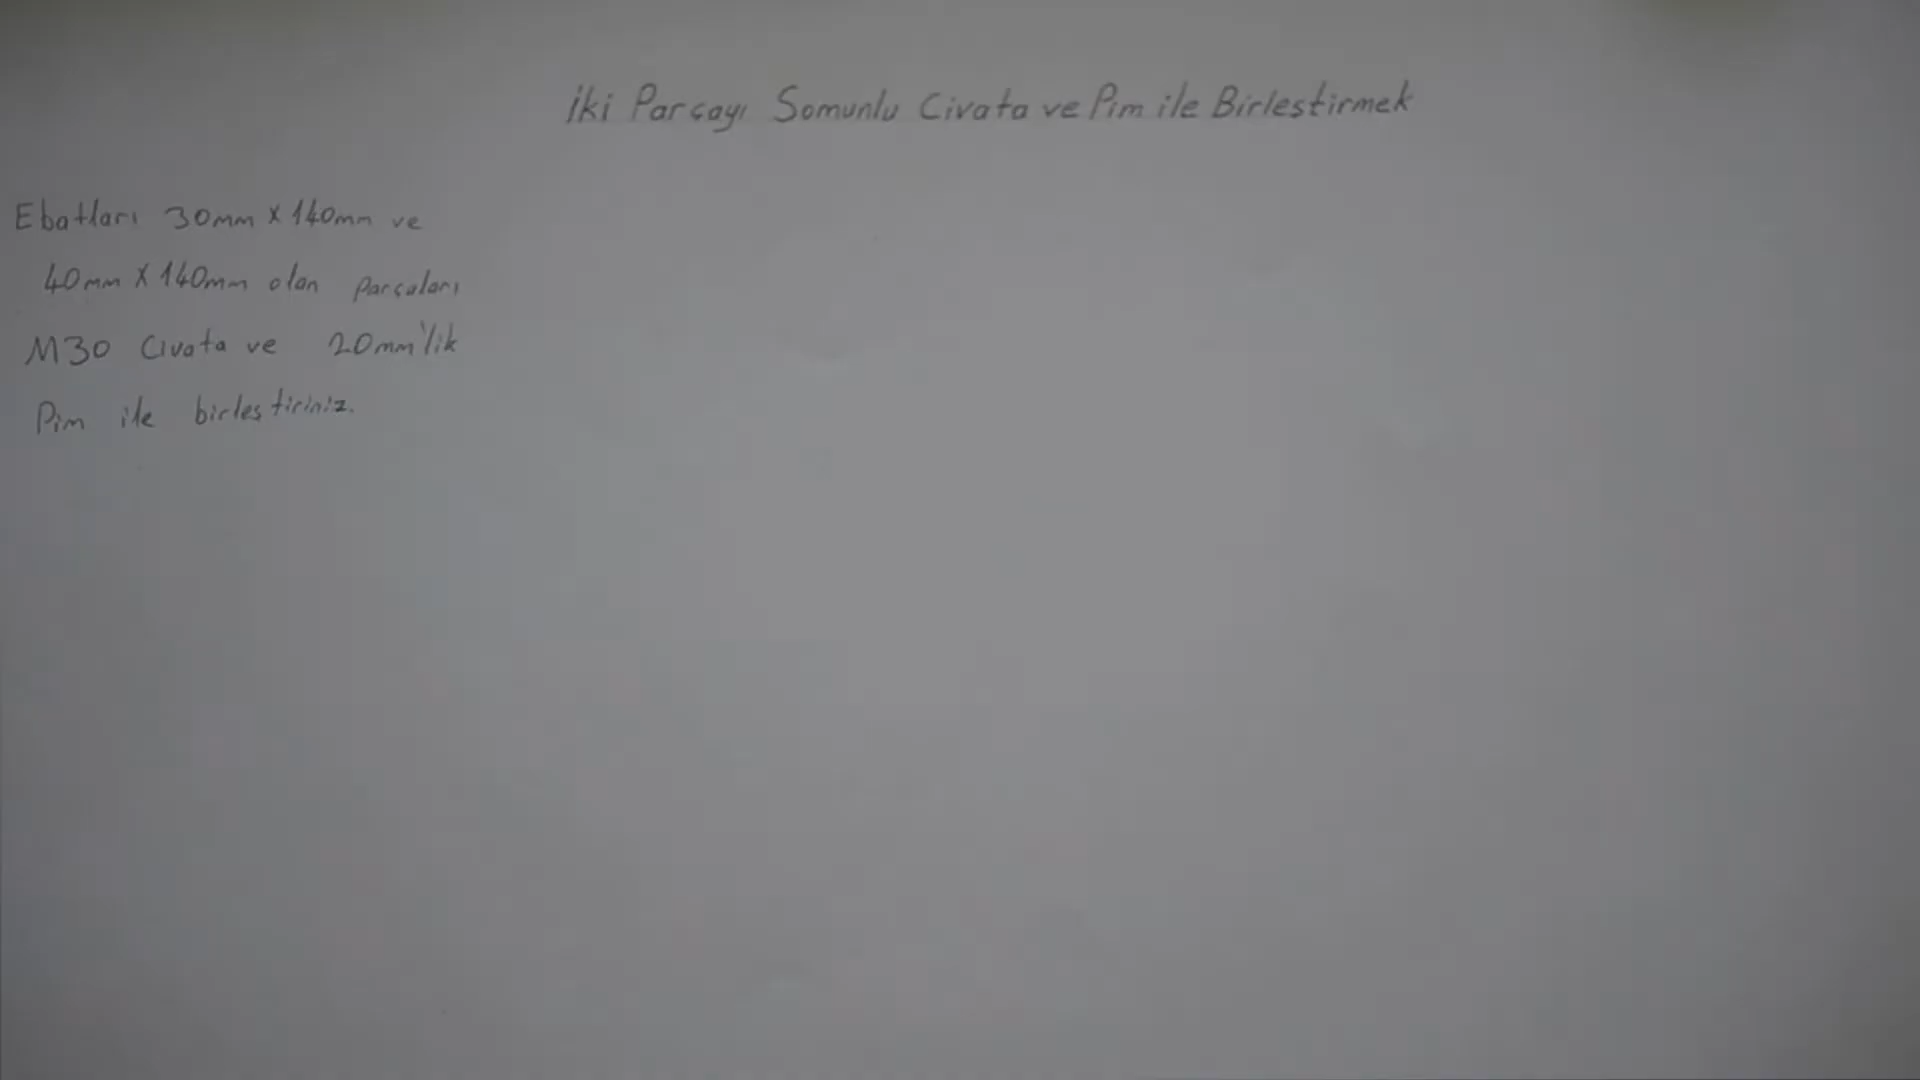 İki Parçayı Somunlu Civata ve Pim ile Birleştirmek
Ebatları 30mm X 140mm ve
40mm X 140mm olan parçaları
M30 Cıvata ve 20mm'lik
Pim ile birleştiriniz.